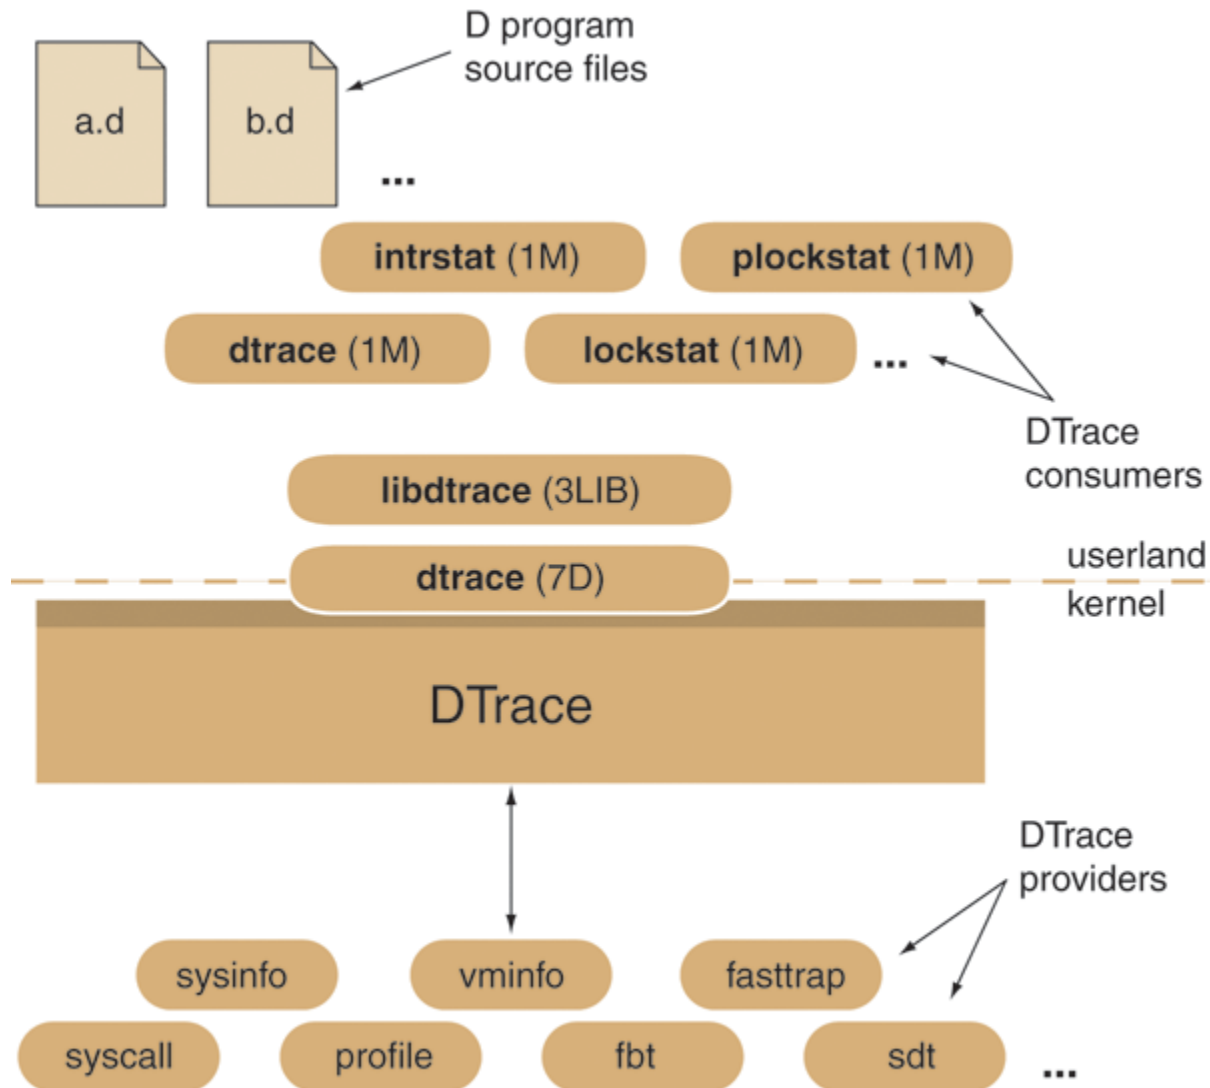 D program
source files
a.d
b.d
...
intrstat (1M)
plockstat (1M)
dtrace (1M)
lockstat (1M)
...
DTrace
consumers
libdtrace (3LIB)
userland
dtrace (7D)
kernel
DTrace
DTrace
providers
sysinfo
vminfo
fasttrap
syscall
profile
fbt
sdt
...